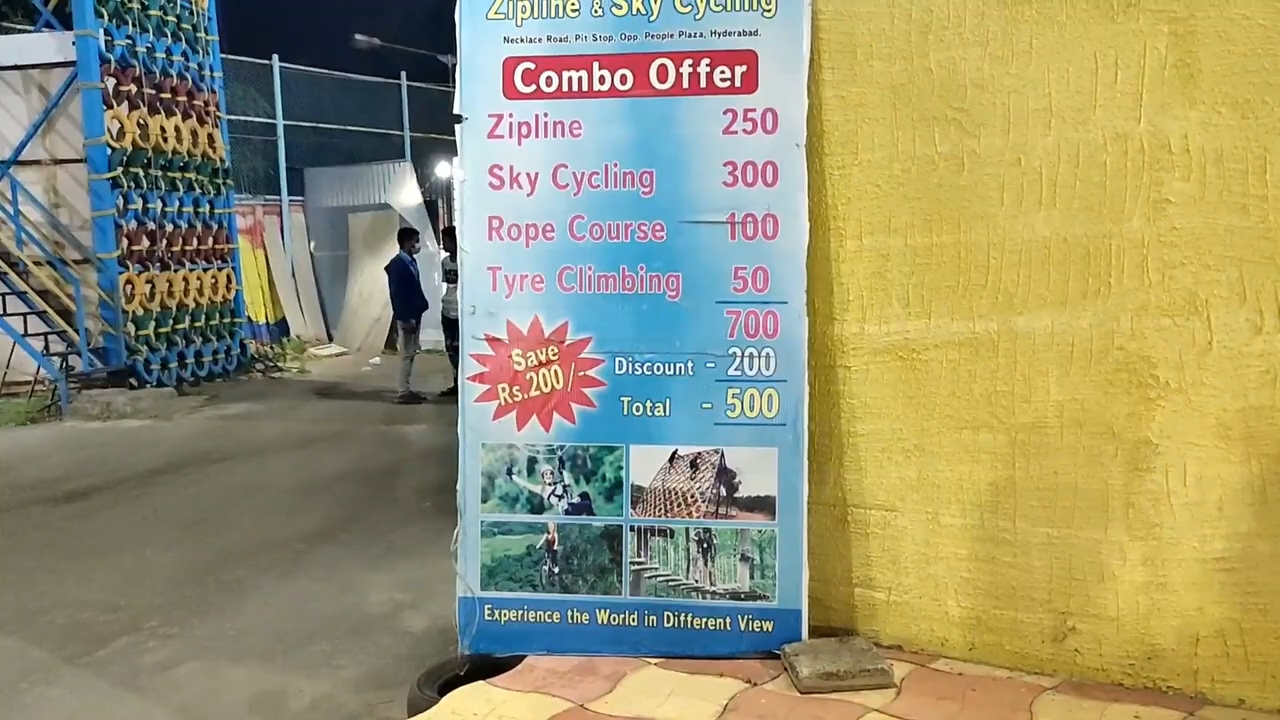 Zipline & Sky Cycling
Necklace Road, Pit Stop, Opp. People Plaza, Hyderabad.
Combo Offer
Zipline 250
Sky Cycling 300
Rope Course 100
Tyre Climbing 50
700
Save
Rs.200/-
Discount - 200
Total - 500
Experience the World in Different View